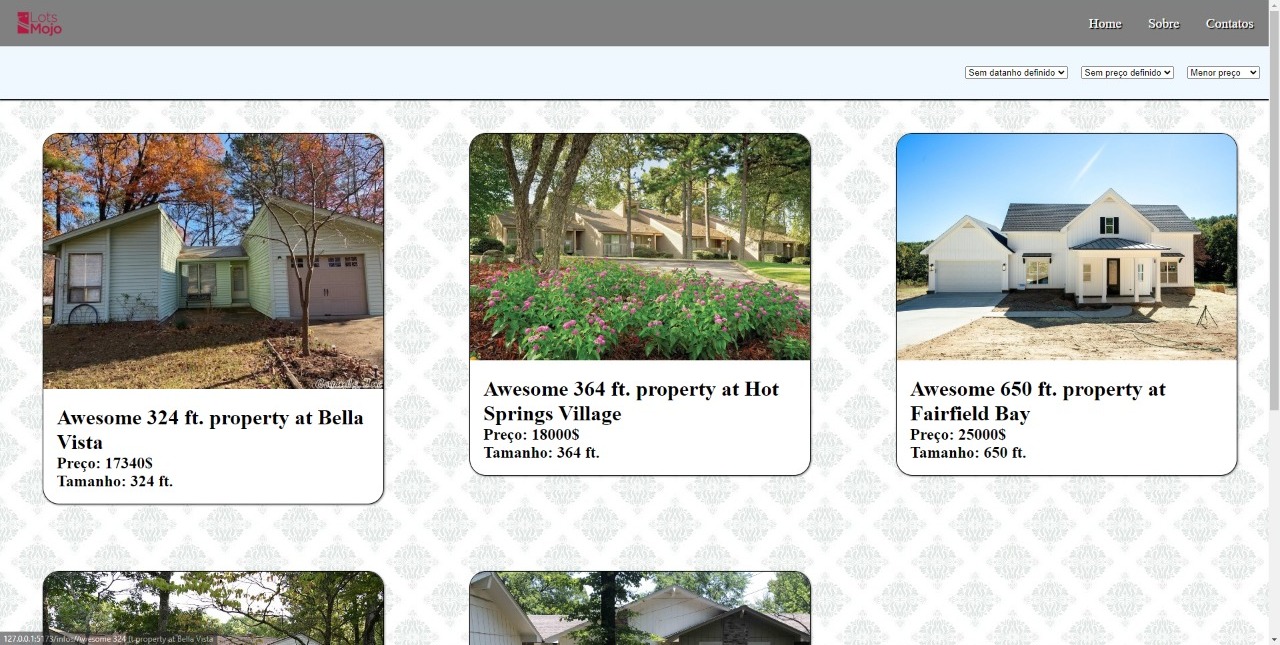 Lots
Mojo
Home Sobre Contatos
Sem datanho definido Sem preço definido Menor preço
Awesome 324 ft. property at Bella
Vista
Preço: 17340$
Tamanho: 324 ft.
Awesome 364 ft. property at Hot
Springs Village
Preço: 18000$
Tamanho: 364 ft.
Awesome 650 ft. property at
Fairfield Bay
Preço: 25000$
Tamanho: 650 ft.
127.0.0.1:5173/infos/Awesome 324 ft. property at Bella Vista